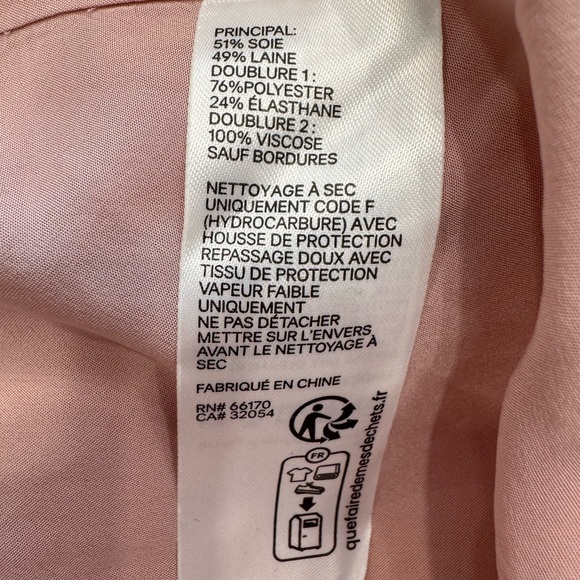 PRINCIPAL:
51% SOIE
49% LAINE
DOUBLURE 1 :
76%POLYESTER
24% ÉLASTHANE
DOUBLURE 2 :
100% VISCOSE
SAUF BORDURES
NETTOYAGE À SEC
UNIQUEMENT CODE F
(HYDROCARBURE) AVEC
HOUSSE DE PROTECTION
REPASSAGE DOUX AVEC
TISSU DE PROTECTION
VAPEUR FAIBLE
UNIQUEMENT
NE PAS DÉTACHER
METTRE SUR L'ENVERS
AVANT LE NETTOYAGE À
SEC
FABRIQUÉ EN CHINE
RN# 66170
CA# 32054
FR
quefairedemesdechets.fr